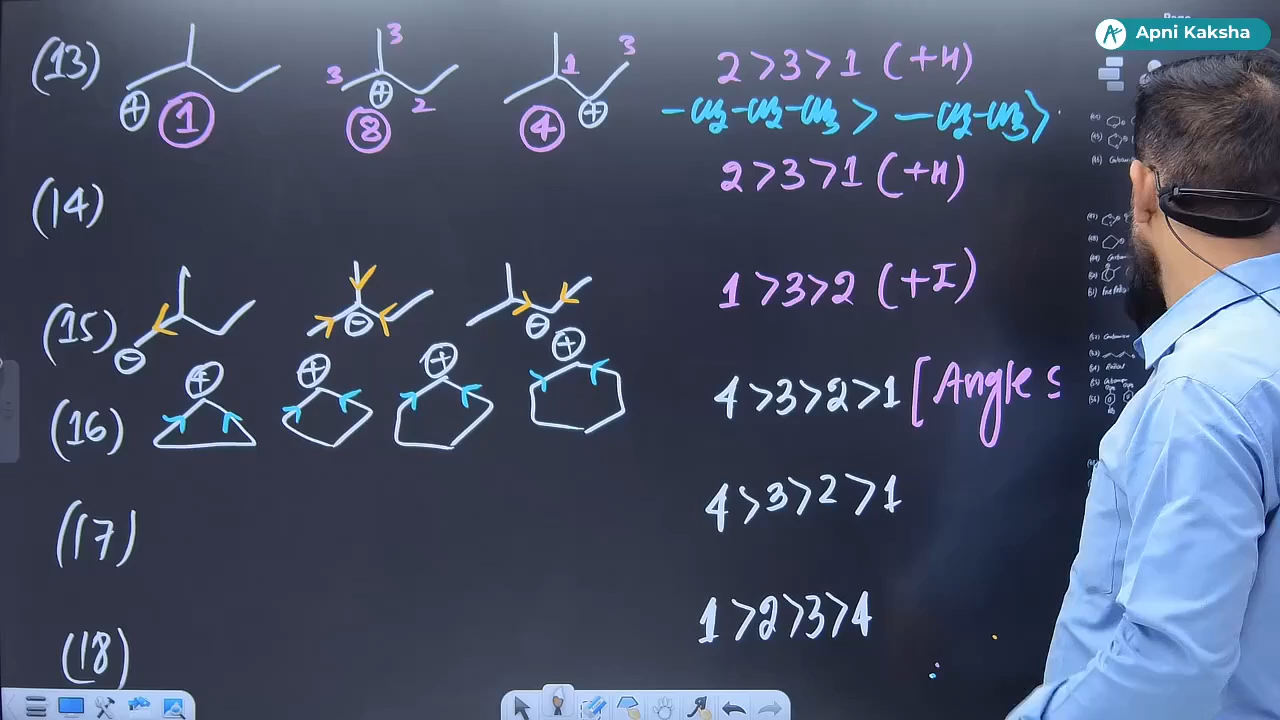 Apni Kaksha
(13) 3 3 1 3 2 > 3 > 1 (+H)
⊕ 1 ⊕ 8 2 ⊕ 4 -CH2-CH2-CH3 > -CH2-CH3 >
(14) 2 > 3 > 1 (+H)
(15) ⊖ ⊖ ⊖ 1 > 3 > 2 (+I)
(16) ⊕ ⊕ ⊕ ⊕ 4 > 3 > 2 > 1 [Angle s
(17) 4 > 3 > 2 > 1
(18) 1 > 2 > 3 > 4